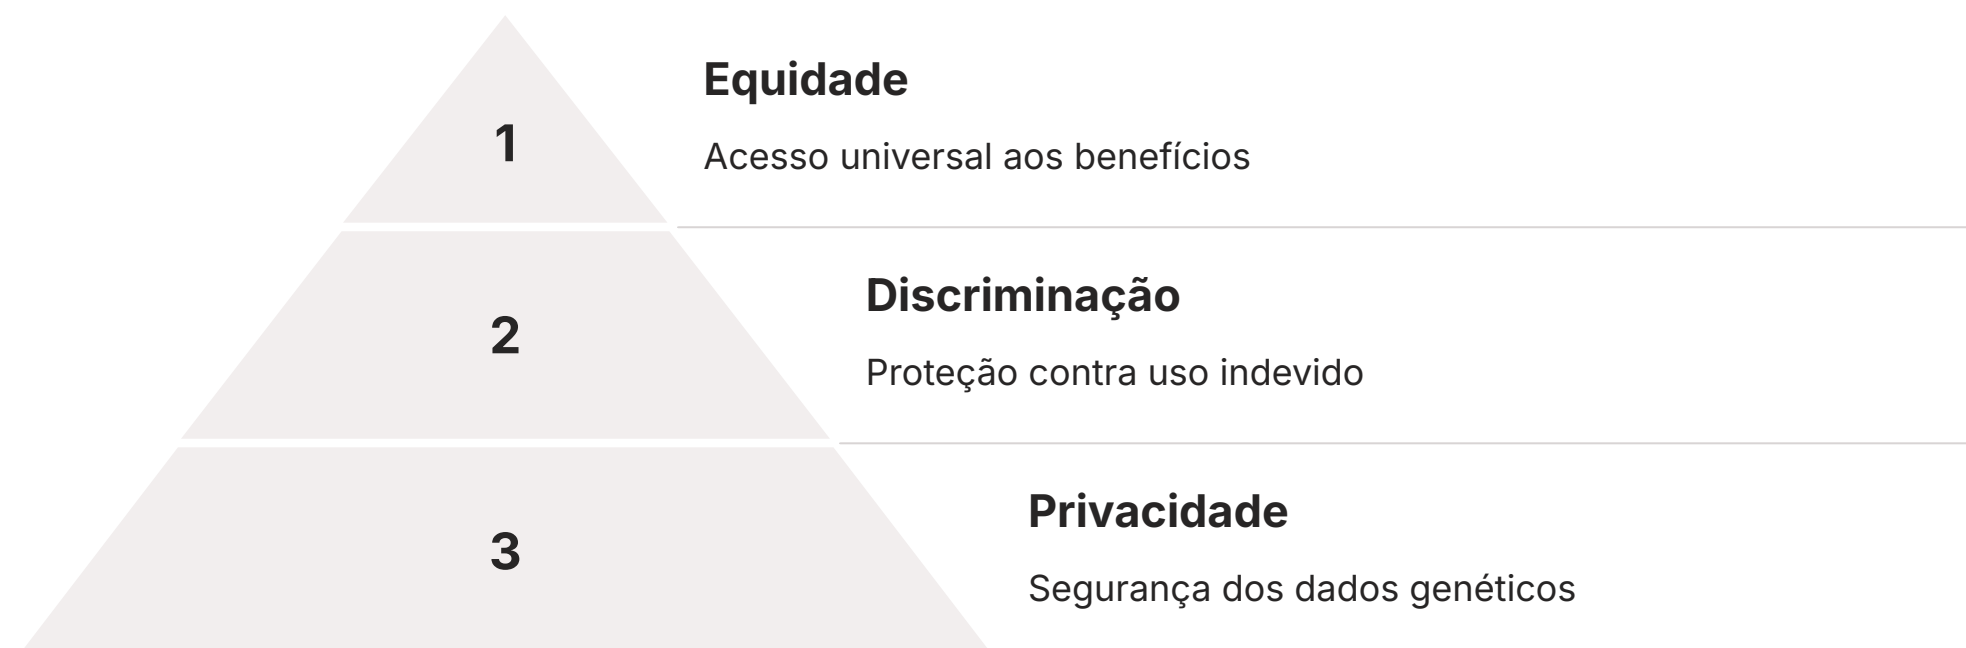 1
Equidade
Acesso universal aos benefícios
2
Discriminação
Proteção contra uso indevido
3
Privacidade
Segurança dos dados genéticos